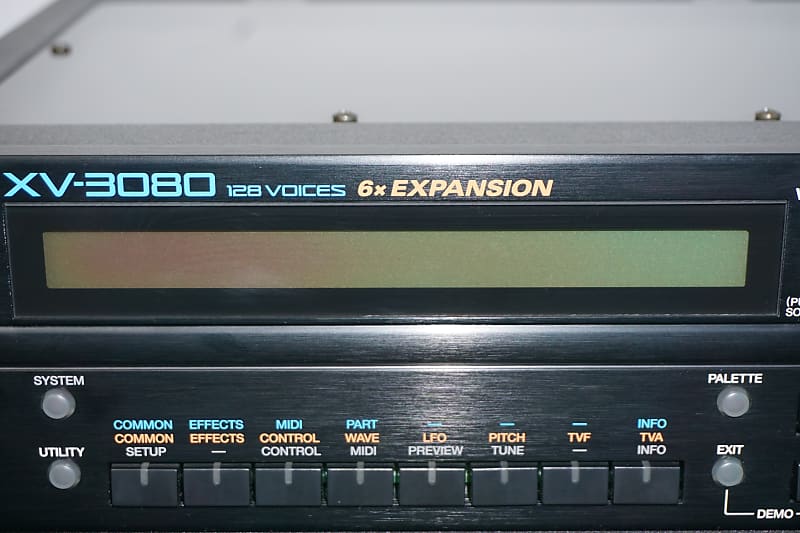 XV-3080 128 VOICES 6x EXPANSION
SYSTEM
PALETTE
COMMON EFFECTS MIDI PART — — — INFO
COMMON EFFECTS CONTROL WAVE LFO PITCH TVF TVA
SETUP — CONTROL MIDI PREVIEW TUNE — INFO
UTILITY
EXIT
DEMO